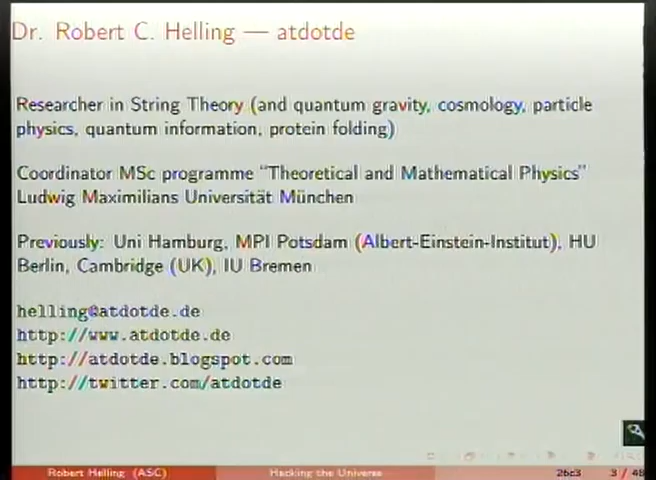 Dr. Robert C. Helling — atdotde
Researcher in String Theory (and quantum gravity, cosmology, particle
physics, quantum information, protein folding)
Coordinator MSc programme "Theoretical and Mathematical Physics"
Ludwig Maximilians Universität München
Previously: Uni Hamburg, MPI Potsdam (Albert-Einstein-Institut), HU
Berlin, Cambridge (UK), IU Bremen
helling@atdotde.de
http://www.atdotde.de
http://atdotde.blogspot.com
http://twitter.com/atdotde
Robert Helling (ASC) Hacking the Universe 26c3 3 / 48